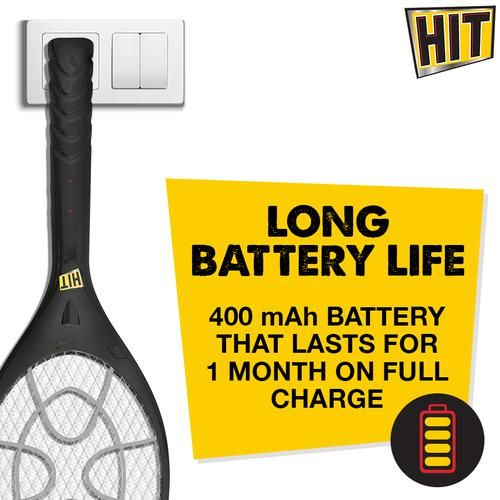 HIT
LONG
BATTERY LIFE
400 mAh BATTERY
THAT LASTS FOR
1 MONTH ON FULL
CHARGE
HIT